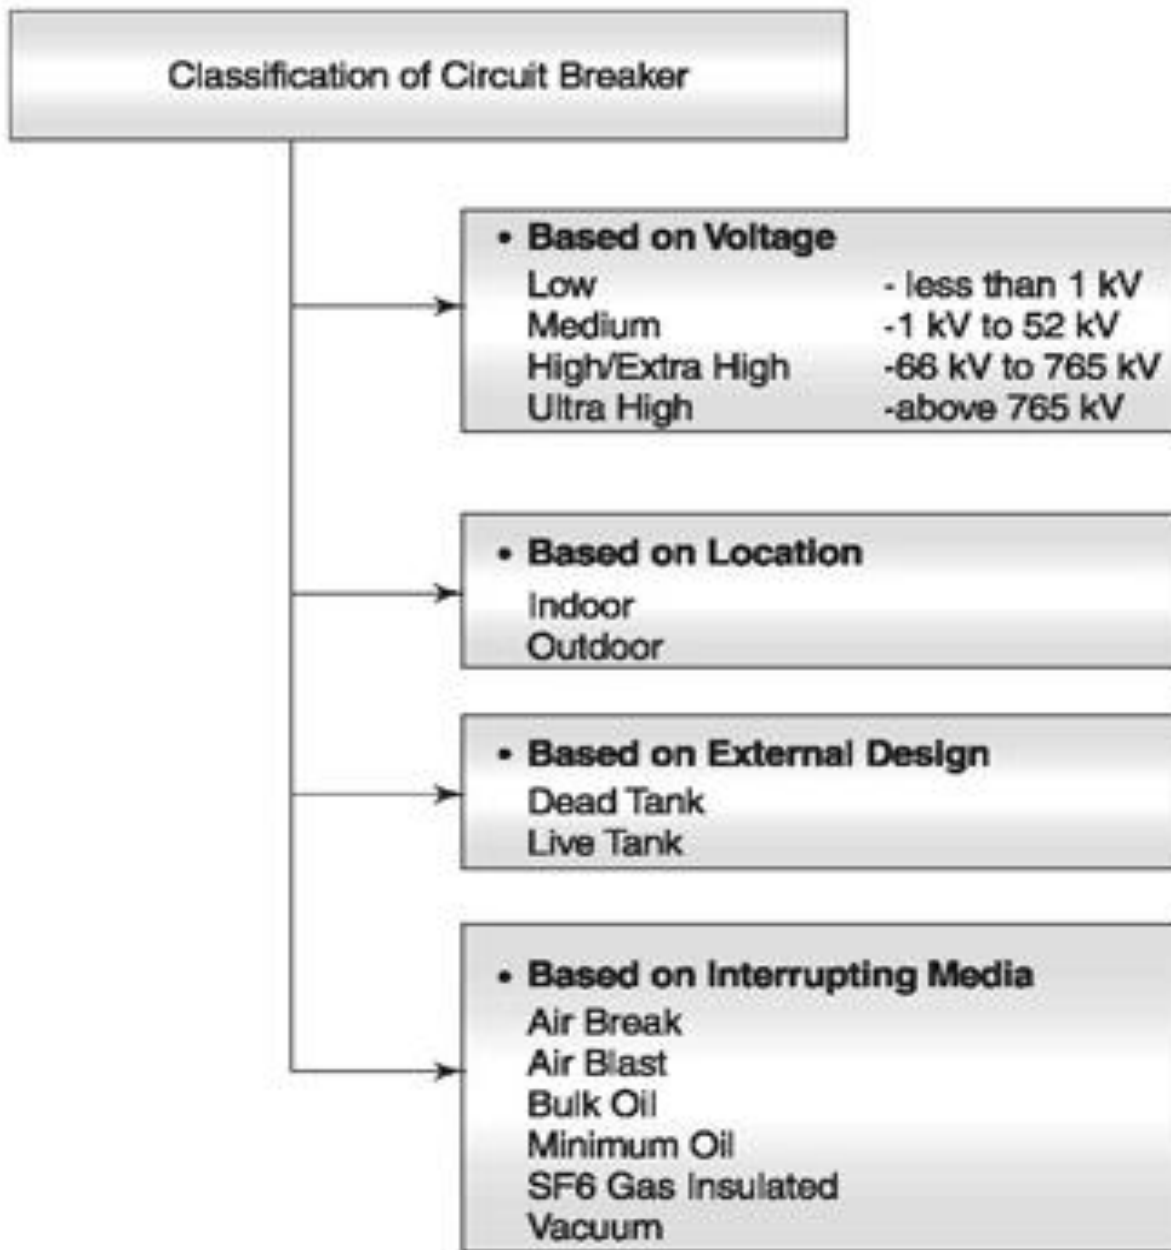 Classification of Circuit Breaker
• Based on Voltage
Low - less than 1 kV
Medium -1 kV to 52 kV
High/Extra High -66 kV to 765 kV
Ultra High -above 765 kV
• Based on Location
Indoor
Outdoor
• Based on External Design
Dead Tank
Live Tank
• Based on Interrupting Media
Air Break
Air Blast
Bulk Oil
Minimum Oil
SF6 Gas Insulated
Vacuum